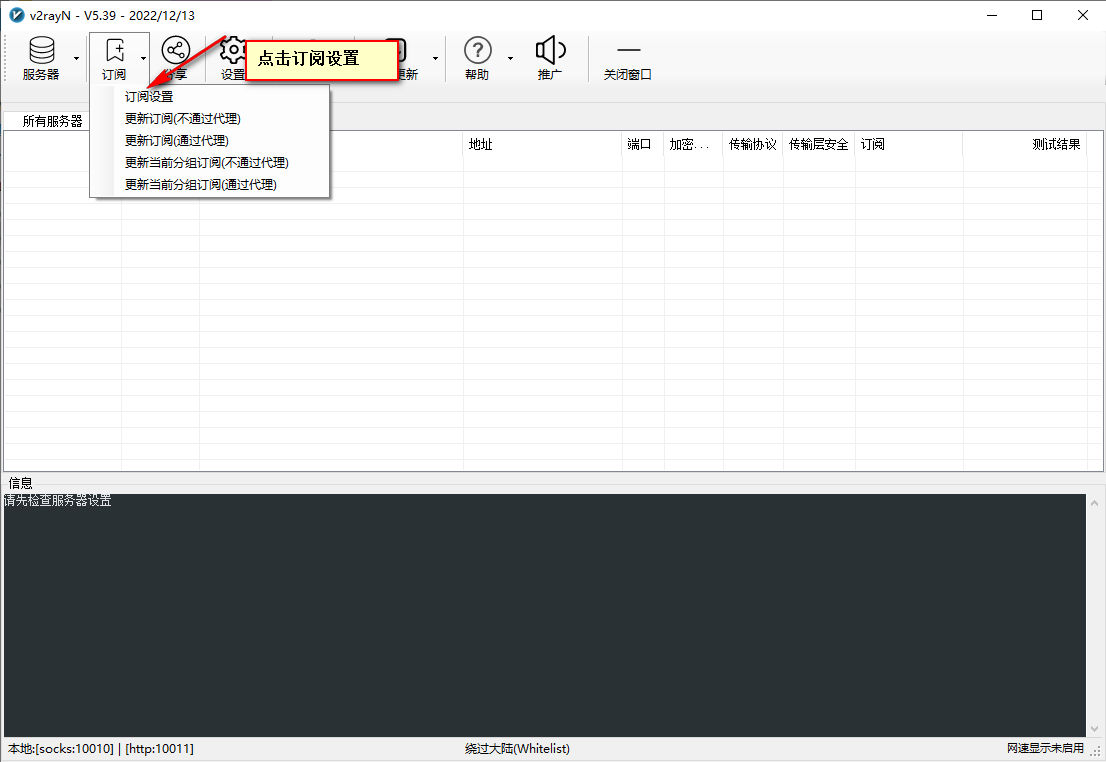 v2rayN - V5.39 - 2022/12/13
服务器
订阅
分享
设置
点击订阅设置
更新
帮助
推广
关闭窗口
订阅设置
更新订阅(不通过代理)
更新订阅(通过代理)
更新当前分组订阅(不通过代理)
更新当前分组订阅(通过代理)
所有服务器
地址
端口
加密...
传输协议
传输层安全
订阅
测试结果
信息
请先检查服务器设置
本地:[socks:10010] | [http:10011]
绕过大陆(Whitelist)
网速显示未启用